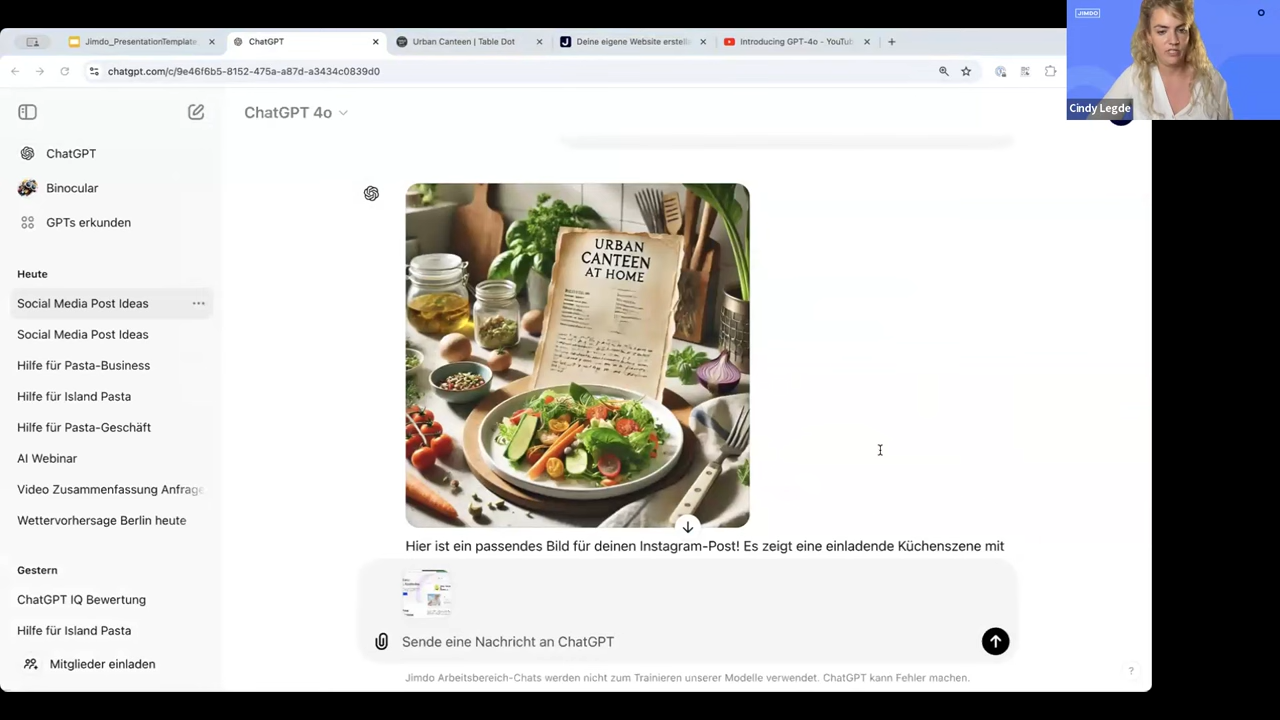 Jimdo_PresentationTemplate
ChatGPT
Urban Canteen | Table Dot
Deine eigene Website erstell
Introducing GPT-4o - YouTu
JIMDO
Cindy Legde
chatgpt.com/c/9e46f6b5-8152-475a-a87d-a3434c0839d0
ChatGPT 4o
ChatGPT
Binocular
GPTs erkunden
Heute
Social Media Post Ideas
Social Media Post Ideas
Hilfe für Pasta-Business
Hilfe für Island Pasta
Hilfe für Pasta-Geschäft
AI Webinar
Video Zusammenfassung Anfrage
Wettervorhersage Berlin heute
Gestern
ChatGPT IQ Bewertung
Hilfe für Island Pasta
Mitglieder einladen
URBAN
CANTEEN
AT HOME
Hier ist ein passendes Bild für deinen Instagram-Post! Es zeigt eine einladende Küchenszene mit
Sende eine Nachricht an ChatGPT
Jimdo Arbeitsbereich-Chats werden nicht zum Trainieren unserer Modelle verwendet. ChatGPT kann Fehler machen.
?